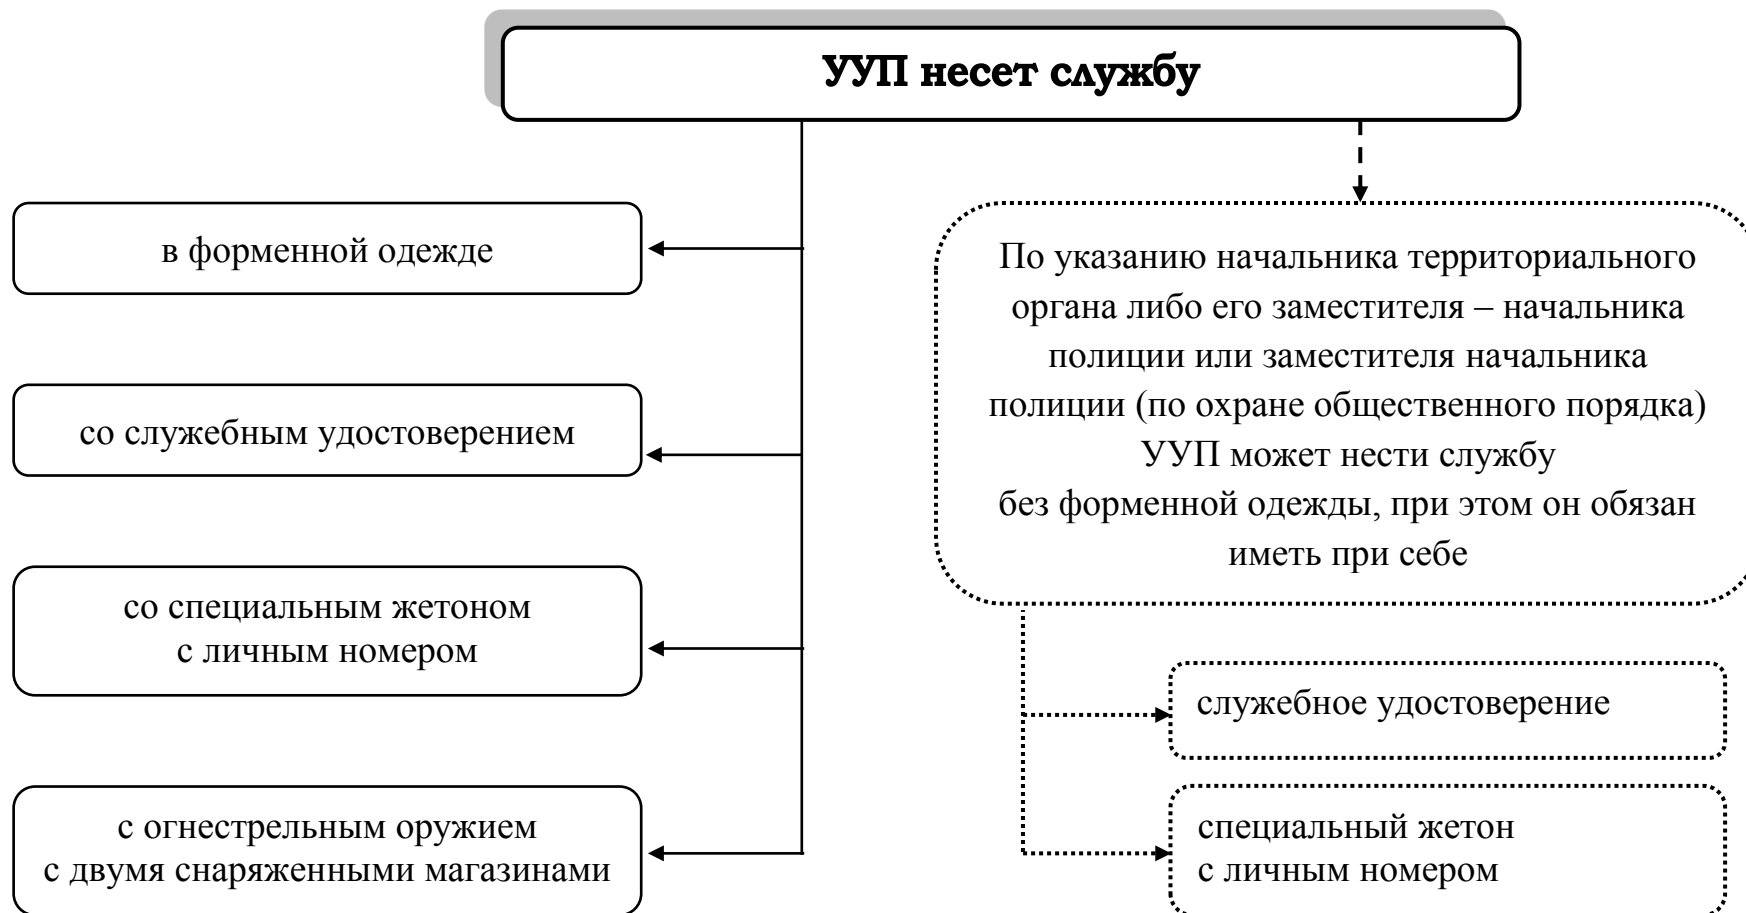 УУП несет службу
в форменной одежде
со служебным удостоверением
со специальным жетоном
с личным номером
с огнестрельным оружием
с двумя снаряженными магазинами
По указанию начальника территориального
органа либо его заместителя – начальника
полиции или заместителя начальника
полиции (по охране общественного порядка)
УУП может нести службу
без форменной одежды, при этом он обязан
иметь при себе
служебное удостоверение
специальный жетон
с личным номером